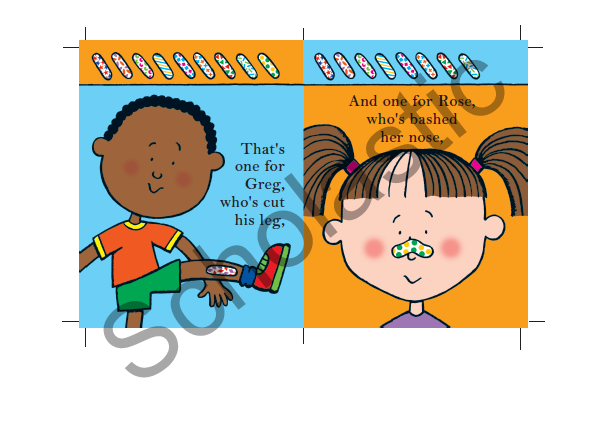 That's
one for
Greg,
who's cut
his leg,
And one for Rose,
who's bashed
her nose,
Scholastic